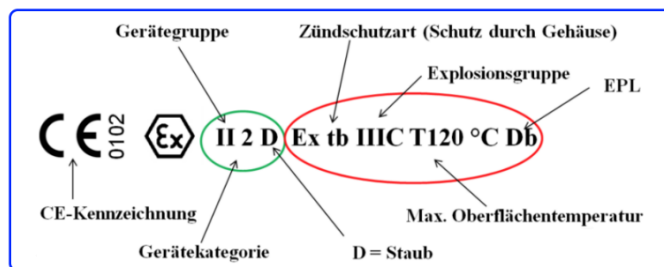 Gerätegruppe
Zündschutzart (Schutz durch Gehäuse)
Explosionsgruppe
EPL
CE 0102 Ex II 2 D Ex tb IIIC T120 °C Db
CE-Kennzeichnung
Max. Oberflächentemperatur
Gerätekategorie
D = Staub